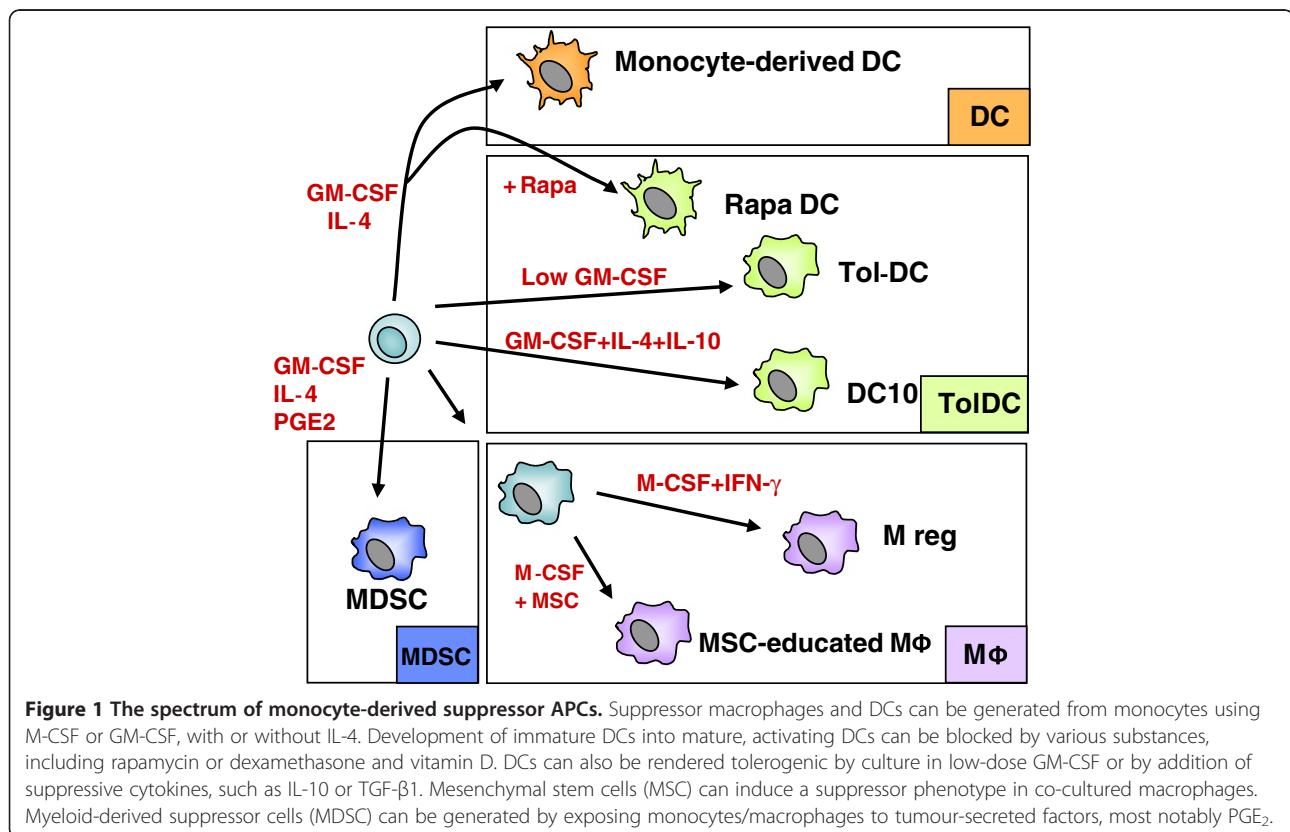 Monocyte-derived DC
DC
GM-CSF
IL-4
+ Rapa
Rapa DC
Low GM-CSF
Tol-DC
GM-CSF+IL-4+IL-10
DC10
TolDC
GM-CSF
IL-4
PGE2
MDSC
MDSC
M-CSF+IFN-γ
M reg
M-CSF
+ MSC
MSC-educated MΦ
MΦ
Figure 1 The spectrum of monocyte-derived suppressor APCs. Suppressor macrophages and DCs can be generated from monocytes using
M-CSF or GM-CSF, with or without IL-4. Development of immature DCs into mature, activating DCs can be blocked by various substances,
including rapamycin or dexamethasone and vitamin D. DCs can also be rendered tolerogenic by culture in low-dose GM-CSF or by addition of
suppressive cytokines, such as IL-10 or TGF-β1. Mesenchymal stem cells (MSC) can induce a suppressor phenotype in co-cultured macrophages.
Myeloid-derived suppressor cells (MDSC) can be generated by exposing monocytes/macrophages to tumour-secreted factors, most notably PGE₂.